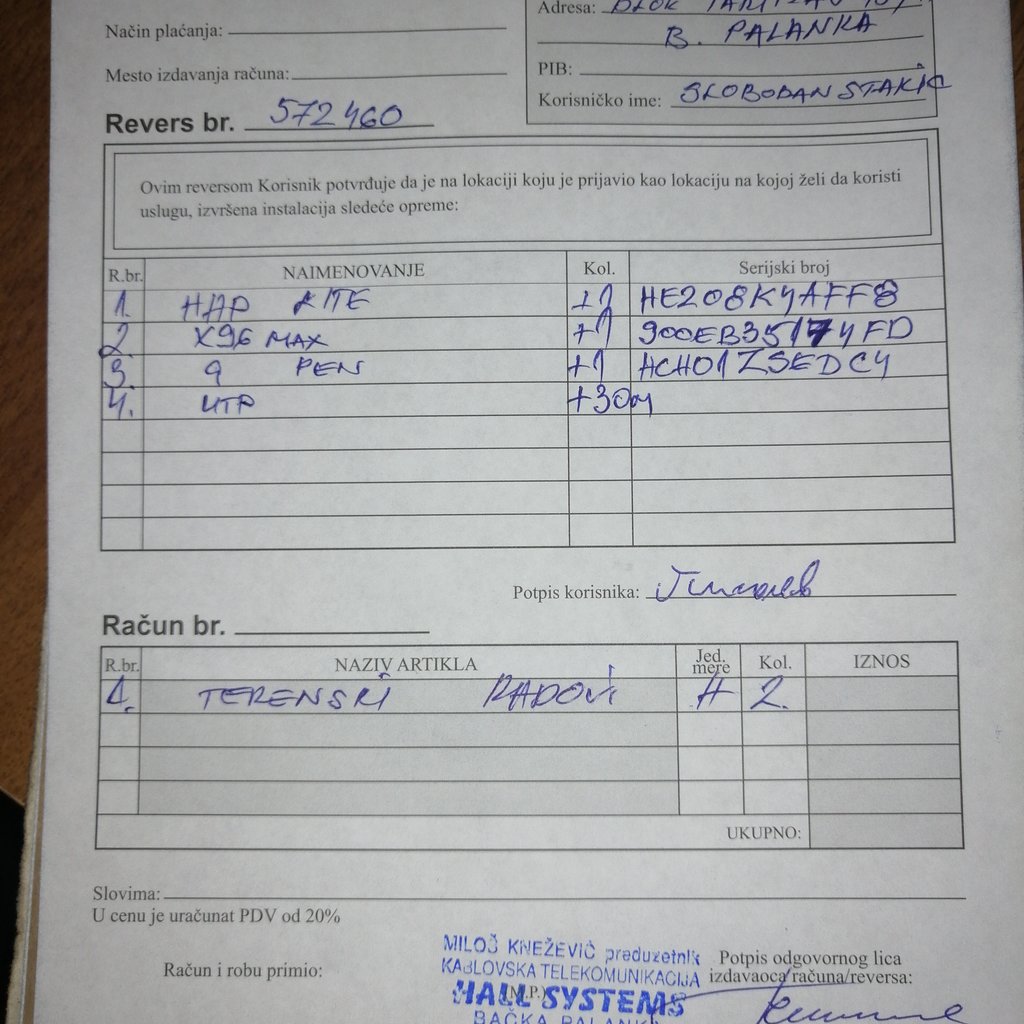 Način plaćanja:
Adresa: BLOK
B. PALANKA
Mesto izdavanja računa:
PIB:
Korisničko ime: SLOBODAN STAKIĆ
Revers br. 572460
Ovim reversom Korisnik potvrđuje da je na lokaciji koju je prijavio kao lokaciju na kojoj želi da koristi
uslugu, izvršena instalacija sledeće opreme:
R.br. NAIMENOVANJE Kol. Serijski broj
1. HAP LITE +1 HE208K4AFF8
2. X96 MAX +1 900EB35174FD
3. 9 PEN +1 HCH01ZSEDCY
4. UTP +30m
Potpis korisnika:
Račun br.
R.br. NAZIV ARTIKLA Jed. mere Kol. IZNOS
1. TERENSKI RADOVI H 2.
UKUPNO:
Slovima:
U cenu je uračunat PDV od 20%
MILOŠ KNEŽEVIĆ preduzetnik
KABLOVSKA TELEKOMUNIKACIJA
HALL SYSTEMS
BAČKA PALANKA
Račun i robu primio:
(M.P.)
Potpis odgovornog lica
izdavaoca računa/reversa: